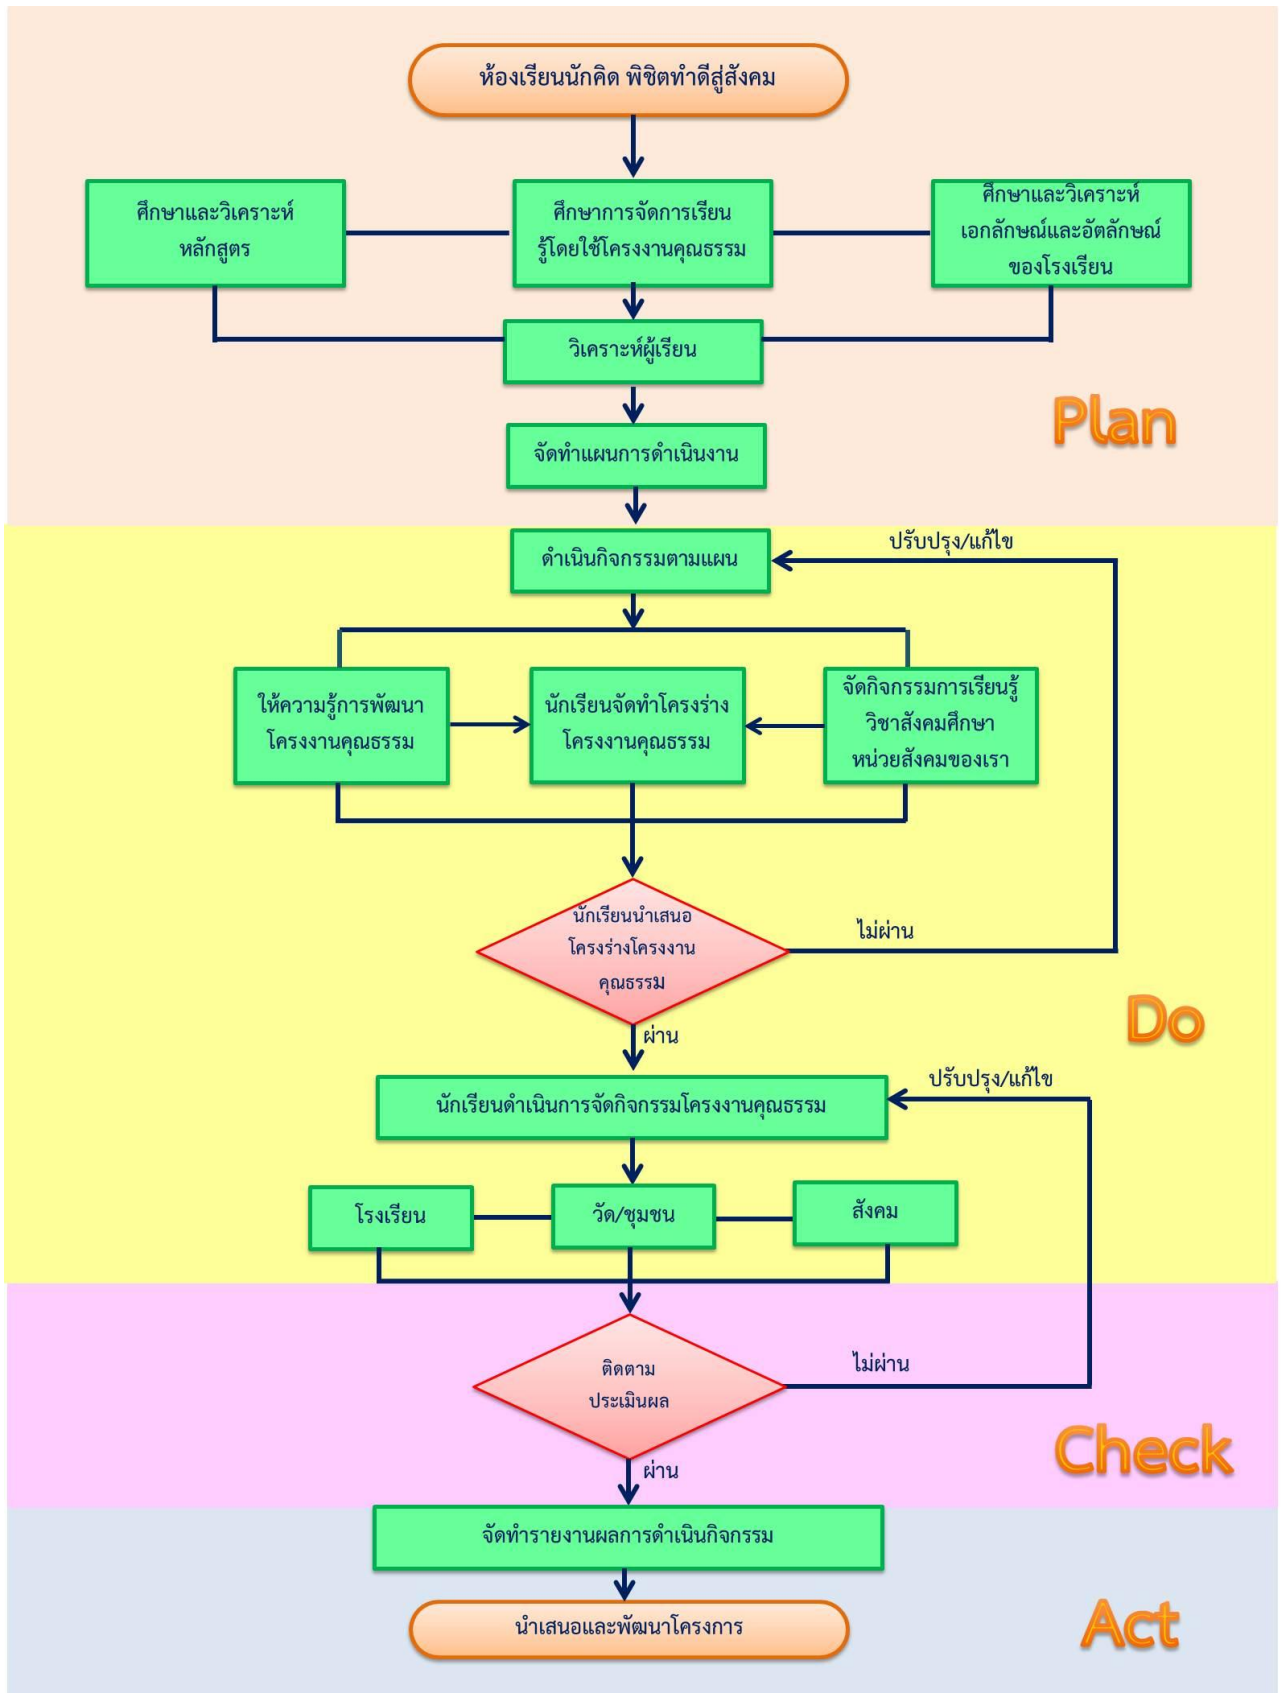 ห้องเรียนนักคิด พิชิตทำดีสู่สังคม
ศึกษาและวิเคราะห์
หลักสูตร
ศึกษาการจัดการเรียน
รู้โดยใช้โครงงานคุณธรรม
ศึกษาและวิเคราะห์
เอกลักษณ์และอัตลักษณ์
ของโรงเรียน
วิเคราะห์ผู้เรียน
Plan
จัดทำแผนการดำเนินงาน
ดำเนินกิจกรรมตามแผน
ปรับปรุง/แก้ไข
ให้ความรู้การพัฒนา
โครงงานคุณธรรม
นักเรียนจัดทำโครงร่าง
โครงงานคุณธรรม
จัดกิจกรรมการเรียนรู้
วิชาสังคมศึกษา
หน่วยสังคมของเรา
นักเรียนนำเสนอ
โครงร่างโครงงาน
คุณธรรม
ไม่ผ่าน
Do
ผ่าน
ปรับปรุง/แก้ไข
นักเรียนดำเนินการจัดกิจกรรมโครงงานคุณธรรม
โรงเรียน
วัด/ชุมชน
สังคม
ติดตาม
ประเมินผล
ไม่ผ่าน
Check
ผ่าน
จัดทำรายงานผลการดำเนินกิจกรรม
นำเสนอและพัฒนาโครงการ
Act